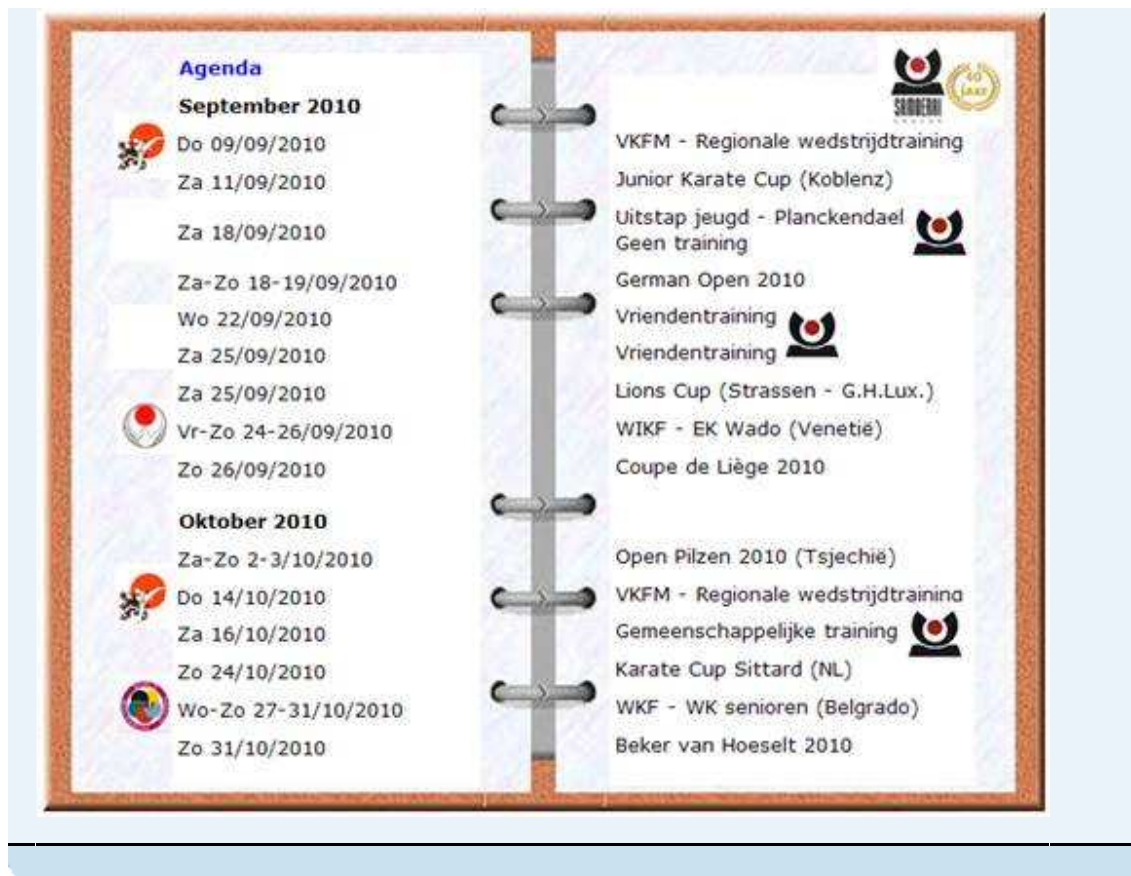 Agenda
40 jaar
SAMOERAI
September 2010
Do 09/09/2010 VKFM - Regionale wedstrijdtraining
Za 11/09/2010 Junior Karate Cup (Koblenz)
Za 18/09/2010 Uitstap jeugd - Planckendael
Geen training
Za-Zo 18-19/09/2010 German Open 2010
Wo 22/09/2010 Vriendentraining
Za 25/09/2010 Vriendentraining
Za 25/09/2010 Lions Cup (Strassen - G.H.Lux.)
Vr-Zo 24-26/09/2010 WIKF - EK Wado (Venetië)
Zo 26/09/2010 Coupe de Liège 2010
Oktober 2010
Za-Zo 2-3/10/2010 Open Pilzen 2010 (Tsjechië)
Do 14/10/2010 VKFM - Regionale wedstrijdtraining
Za 16/10/2010 Gemeenschappelijke training
Zo 24/10/2010 Karate Cup Sittard (NL)
Wo-Zo 27-31/10/2010 WKF - WK senioren (Belgrado)
Zo 31/10/2010 Beker van Hoeselt 2010